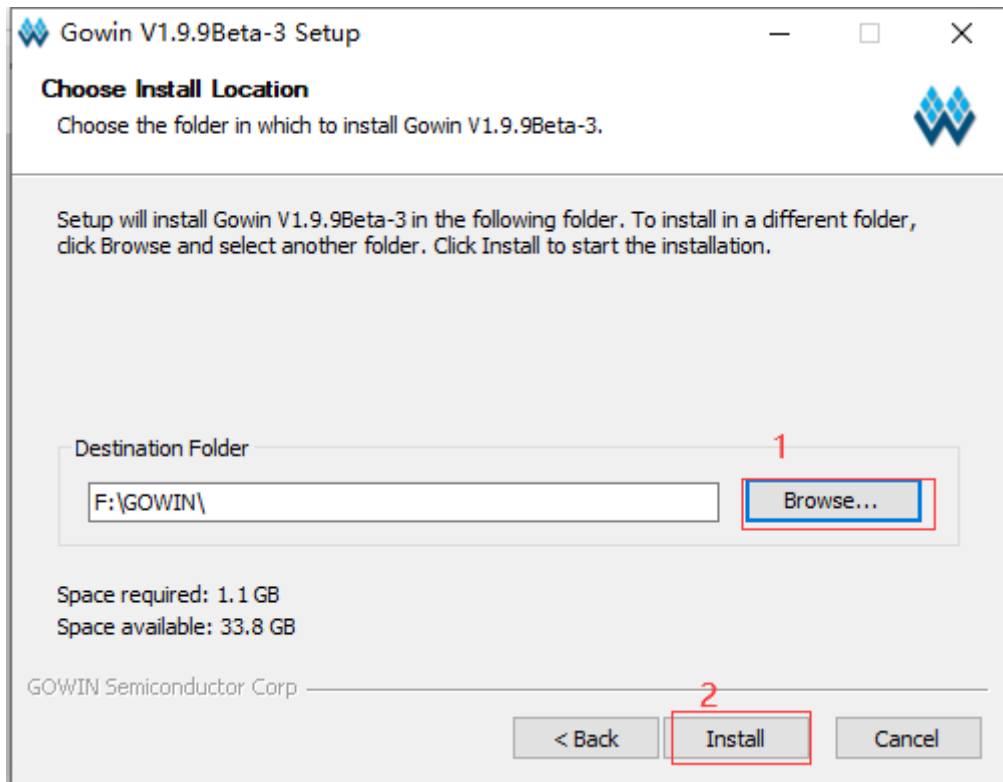 Gowin V1.9.9Beta-3 Setup
Choose Install Location
Choose the folder in which to install Gowin V1.9.9Beta-3.
Setup will install Gowin V1.9.9Beta-3 in the following folder. To install in a different folder,
click Browse and select another folder. Click Install to start the installation.
Destination Folder
1
F:\GOWIN\ Browse...
Space required: 1.1 GB
Space available: 33.8 GB
GOWIN Semiconductor Corp
2
< Back Install Cancel